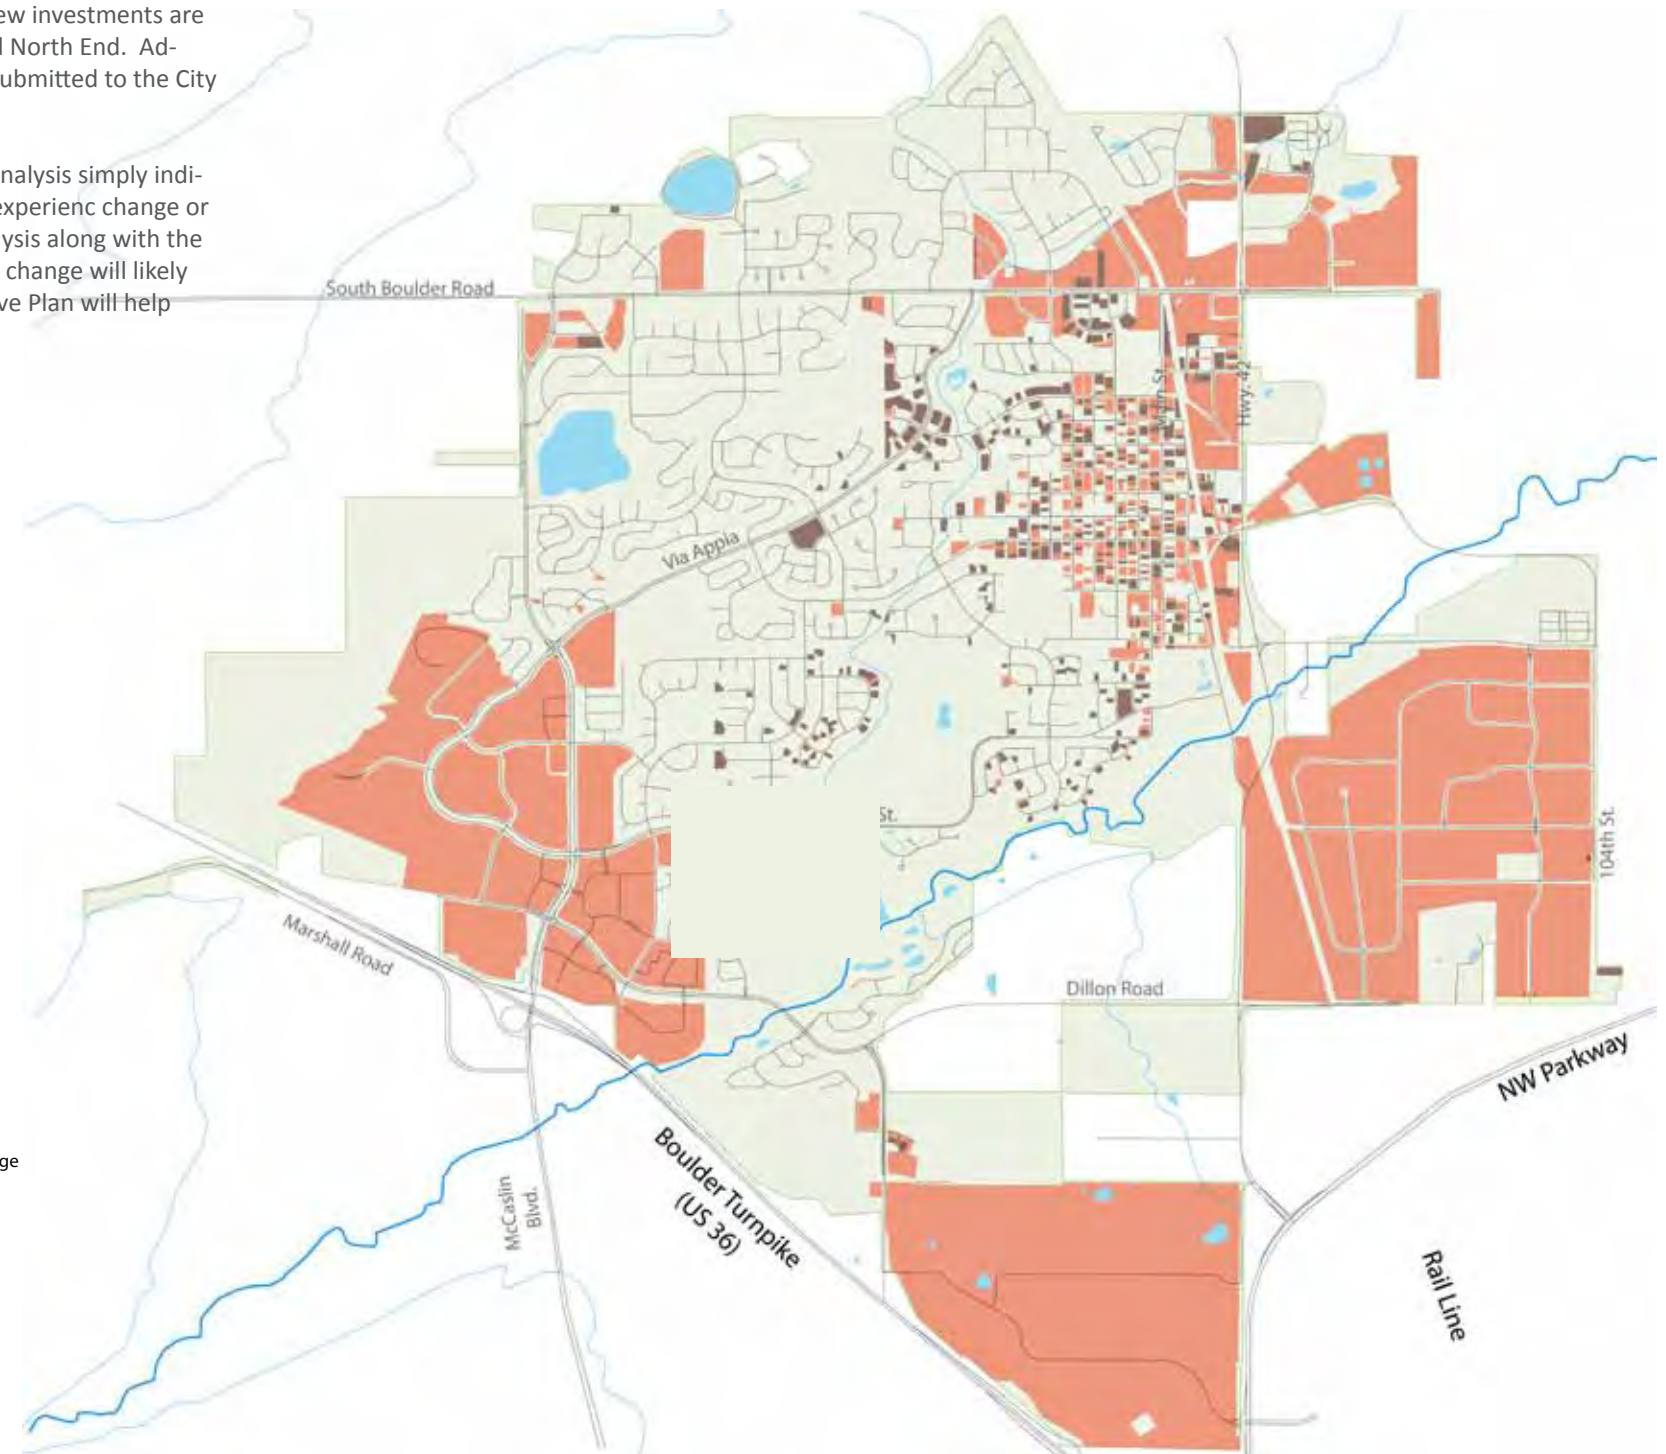 ew investments are
l North End.  Ad-
submitted to the City
nalysis simply indi-
experienc change or
ysis along with the
change will likely
ve Plan will help
South Boulder Road
Main St.
Hwy. 42
Via Appia
St.
104th St.
Marshall Road
Dillon Road
NW Parkway
ge
Boulder Turnpike
(US 36)
McCaslin
Blvd.
Rail Line